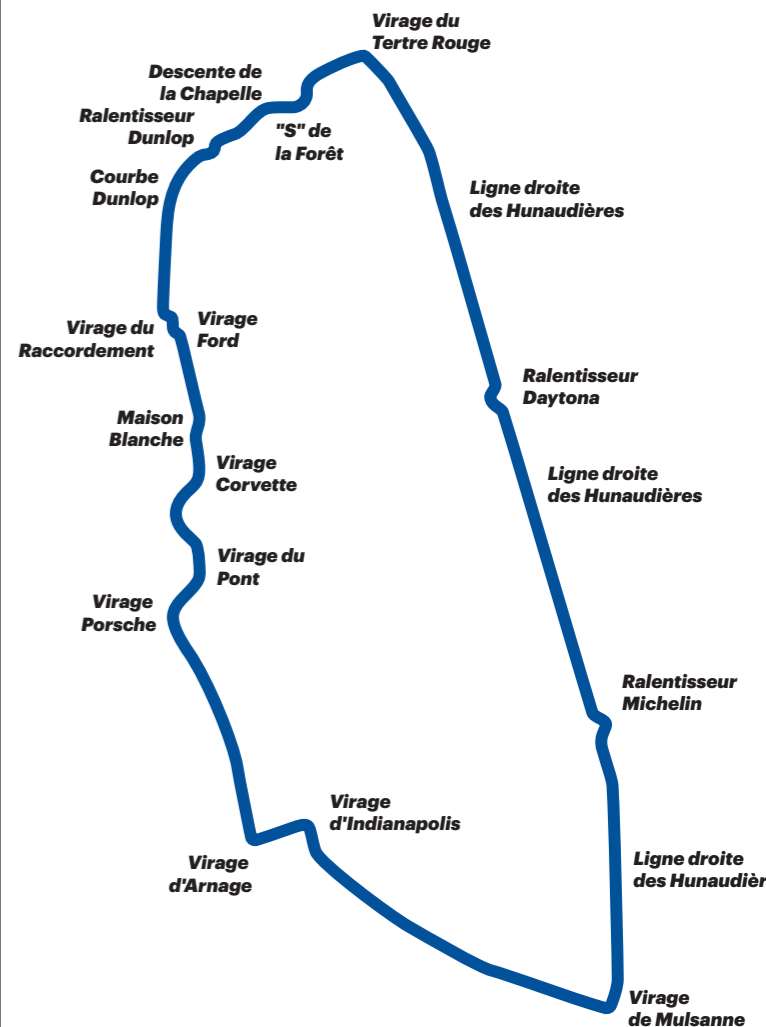 Virage du
Tertre Rouge
Descente de
la Chapelle
Ralentisseur
Dunlop
"S" de
la Forêt
Courbe
Dunlop
Ligne droite
des Hunaudières
Virage du
Raccordement
Virage
Ford
Ralentisseur
Daytona
Maison
Blanche
Virage
Corvette
Ligne droite
des Hunaudières
Virage du
Pont
Virage
Porsche
Ralentisseur
Michelin
Virage
d'Indianapolis
Virage
d'Arnage
Ligne droite
des Hunaudièr
Virage
de Mulsanne